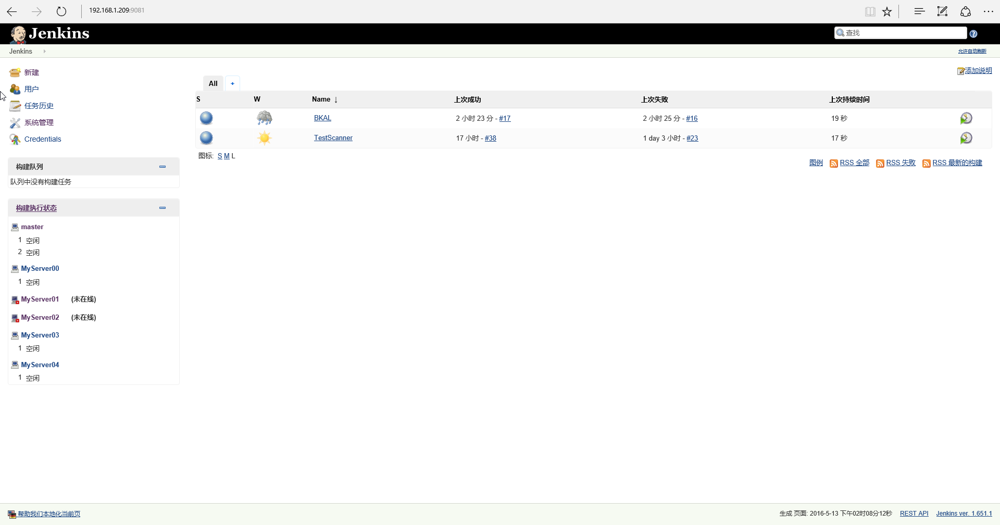 192.168.1.209:9081
Jenkins
查找
Jenkins
允许自动刷新
新建
用户
任务历史
系统管理
Credentials
构建队列
队列中没有构建任务
构建执行状态
master
1 空闲
2 空闲
MyServer00
1 空闲
MyServer01 (未在线)
MyServer02 (未在线)
MyServer03
1 空闲
MyServer04
1 空闲
添加说明
All +
S W Name ↓ 上次成功 上次失败 上次持续时间
BKAL 2 小时 23 分 - #17 2 小时 25 分 - #16 19 秒
TestScanner 17 小时 - #38 1 day 3 小时 - #23 17 秒
图标: S M L
图例 RSS 全部 RSS 失败 RSS 最新的构建
帮助我们本地化当前页
生成 页面: 2016-5-13 下午02时08分12秒 REST API Jenkins ver. 1.651.1